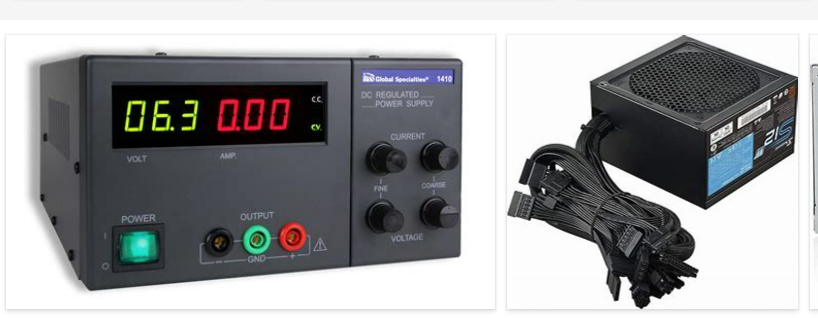 Global Specialties® 1410
DC REGULATED
POWER SUPPLY
06.3 0.00
C.C.
C.V.
VOLT AMP.
CURRENT
FINE COARSE
VOLTAGE
POWER
I
O
OUTPUT
- GND +
S12